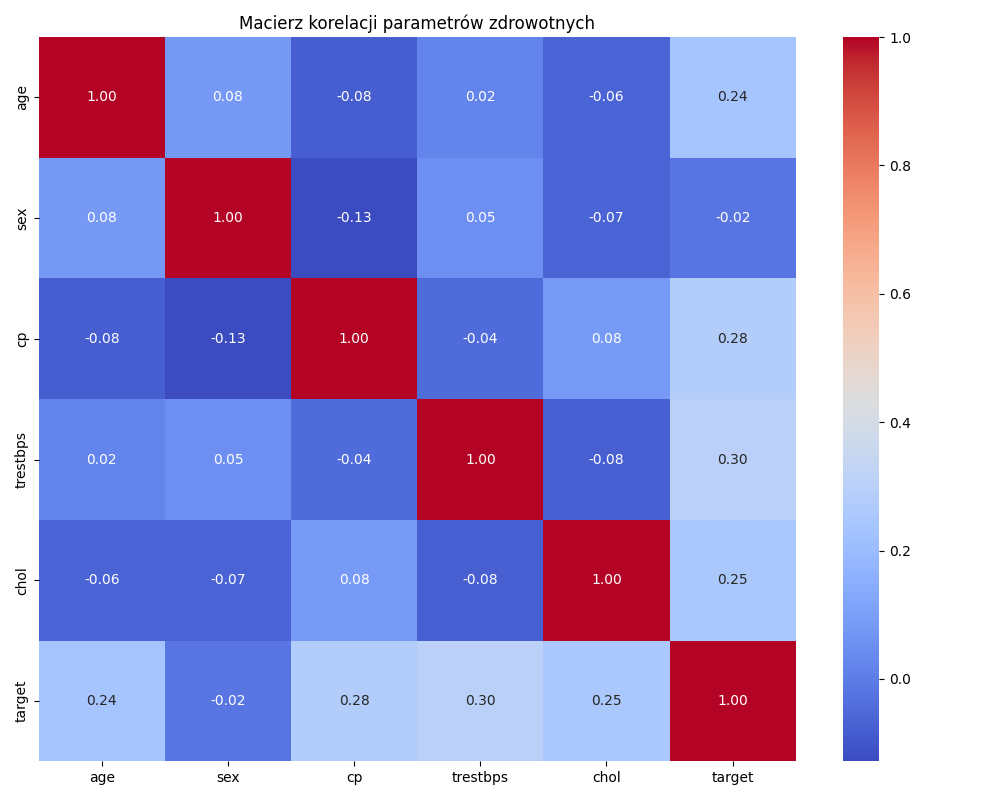 Macierz korelacji parametrów zdrowotnych
age 1.00 0.08 -0.08 0.02 -0.06 0.24
sex 0.08 1.00 -0.13 0.05 -0.07 -0.02
cp -0.08 -0.13 1.00 -0.04 0.08 0.28
trestbps 0.02 0.05 -0.04 1.00 -0.08 0.30
chol -0.06 -0.07 0.08 -0.08 1.00 0.25
target 0.24 -0.02 0.28 0.30 0.25 1.00
age sex cp trestbps chol target
1.0
0.8
0.6
0.4
0.2
0.0